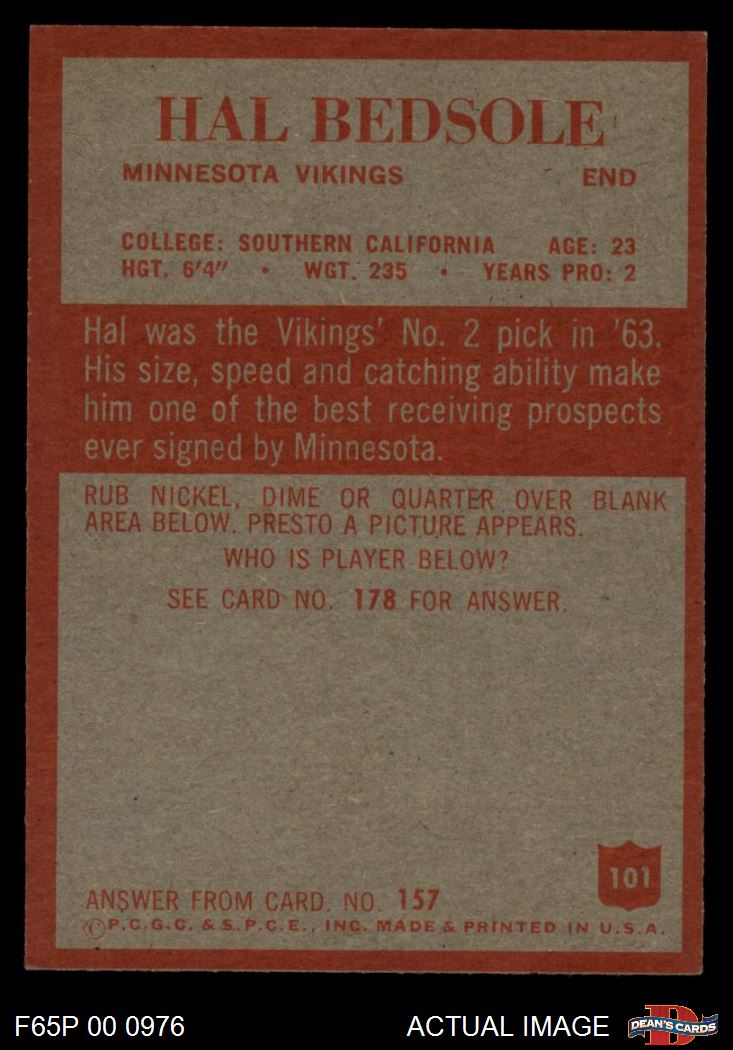 HAL BEDSOLE
MINNESOTA VIKINGS END
COLLEGE: SOUTHERN CALIFORNIA AGE: 23
HGT. 6'4" • WGT. 235 • YEARS PRO: 2
Hal was the Vikings' No. 2 pick in '63.
His size, speed and catching ability make
him one of the best receiving prospects
ever signed by Minnesota.
RUB NICKEL, DIME OR QUARTER OVER BLANK
AREA BELOW. PRESTO A PICTURE APPEARS.
WHO IS PLAYER BELOW?
SEE CARD NO. 178 FOR ANSWER.
101
ANSWER FROM CARD. NO. 157
©P.C.G.C. & S.P.C.E., INC. MADE & PRINTED IN U.S.A.
F65P 00 0976 ACTUAL IMAGE D DEAN'S CARDS